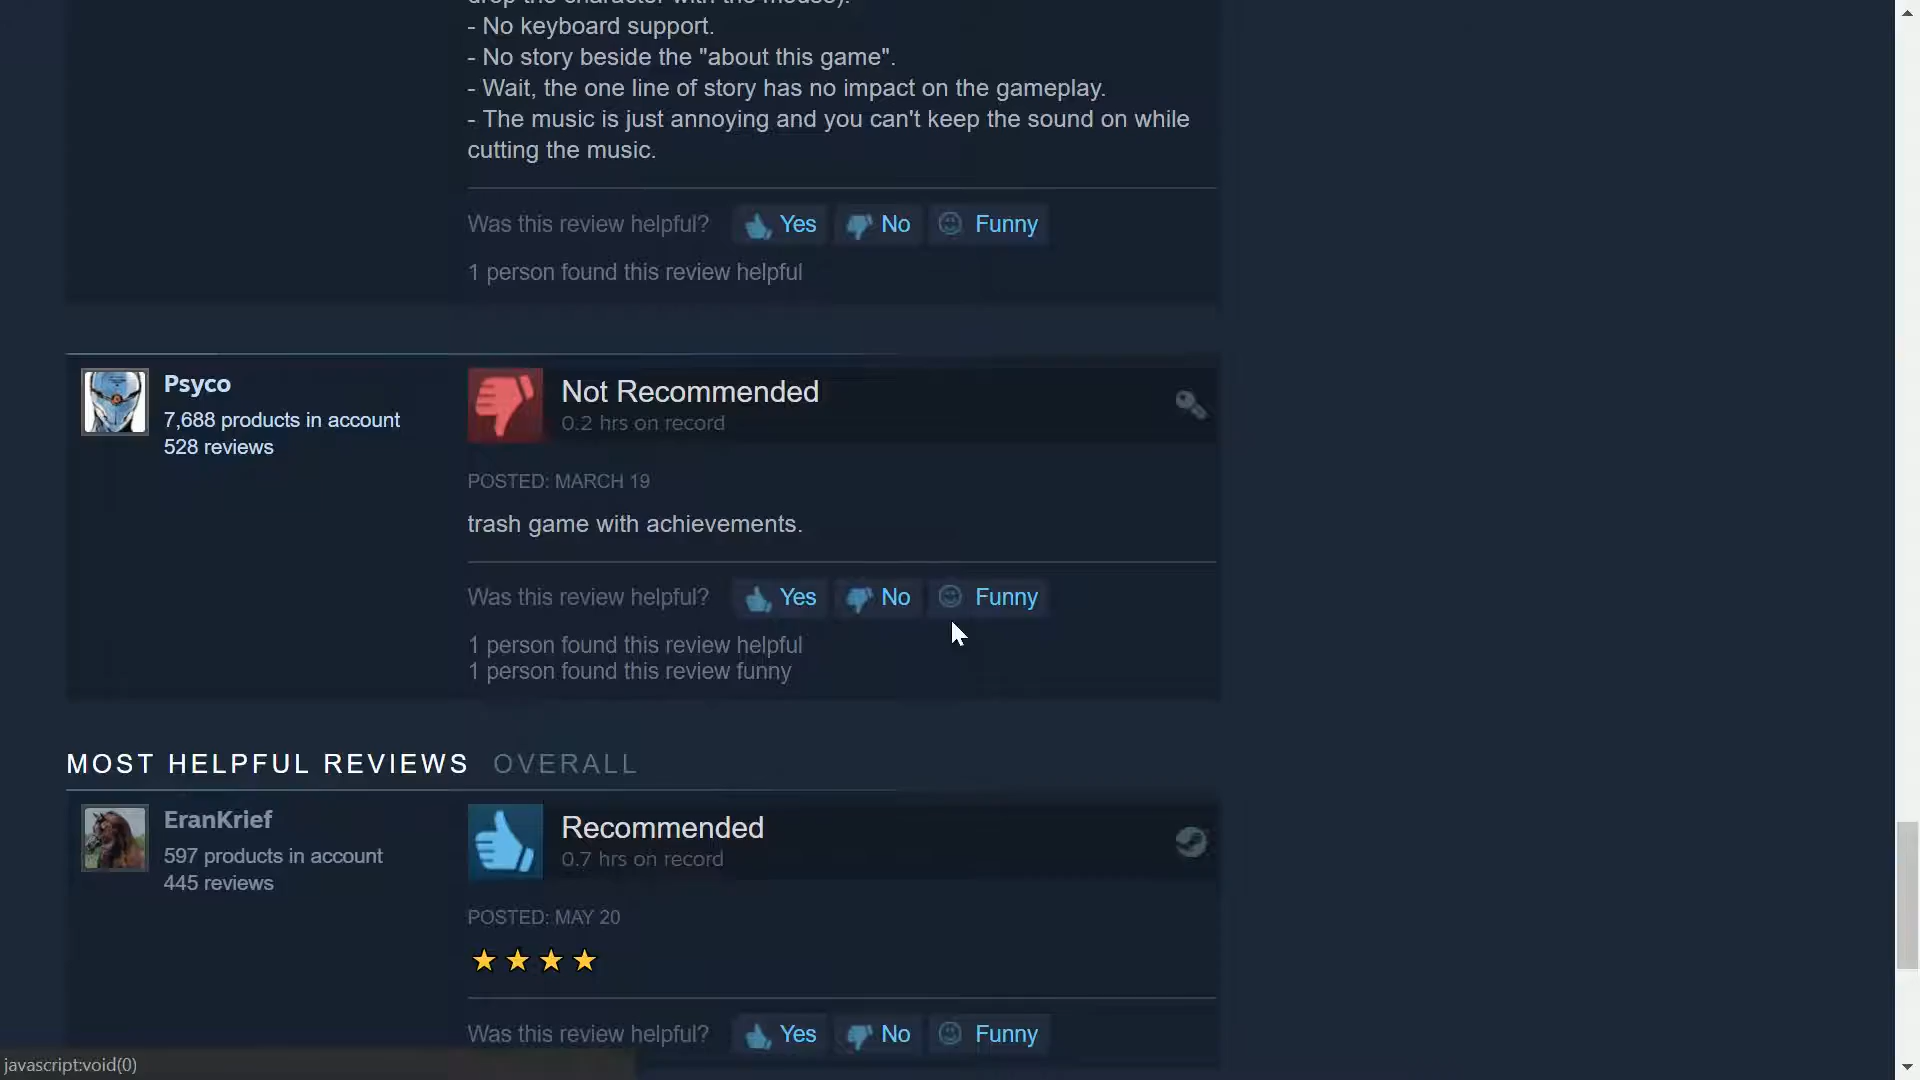 drop the character with the mouse).
- No keyboard support.
- No story beside the "about this game".
- Wait, the one line of story has no impact on the gameplay.
- The music is just annoying and you can't keep the sound on while
cutting the music.
Was this review helpful? Yes No Funny
1 person found this review helpful
Psyco
7,688 products in account
528 reviews
Not Recommended
0.2 hrs on record
POSTED: MARCH 19
trash game with achievements.
Was this review helpful? Yes No Funny
1 person found this review helpful
1 person found this review funny
MOST HELPFUL REVIEWS OVERALL
EranKrief
597 products in account
445 reviews
Recommended
0.7 hrs on record
POSTED: MAY 20
★ ★ ★ ★
Was this review helpful? Yes No Funny
javascript:void(0)